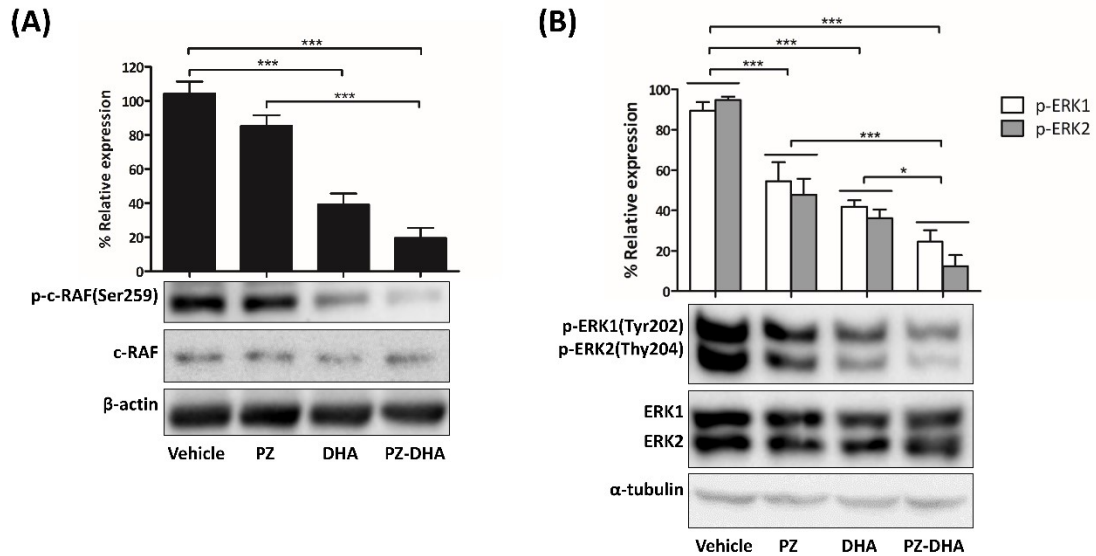 (A)
***
***
***
% Relative expression
120
100
80
60
40
20
0
p-c-RAF(Ser259)
c-RAF
β-actin
Vehicle PZ DHA PZ-DHA
(B)
***
***
***
***
*
% Relative expression
100
80
60
40
20
0
p-ERK1
p-ERK2
p-ERK1(Tyr202)
p-ERK2(Thy204)
ERK1
ERK2
α-tubulin
Vehicle PZ DHA PZ-DHA